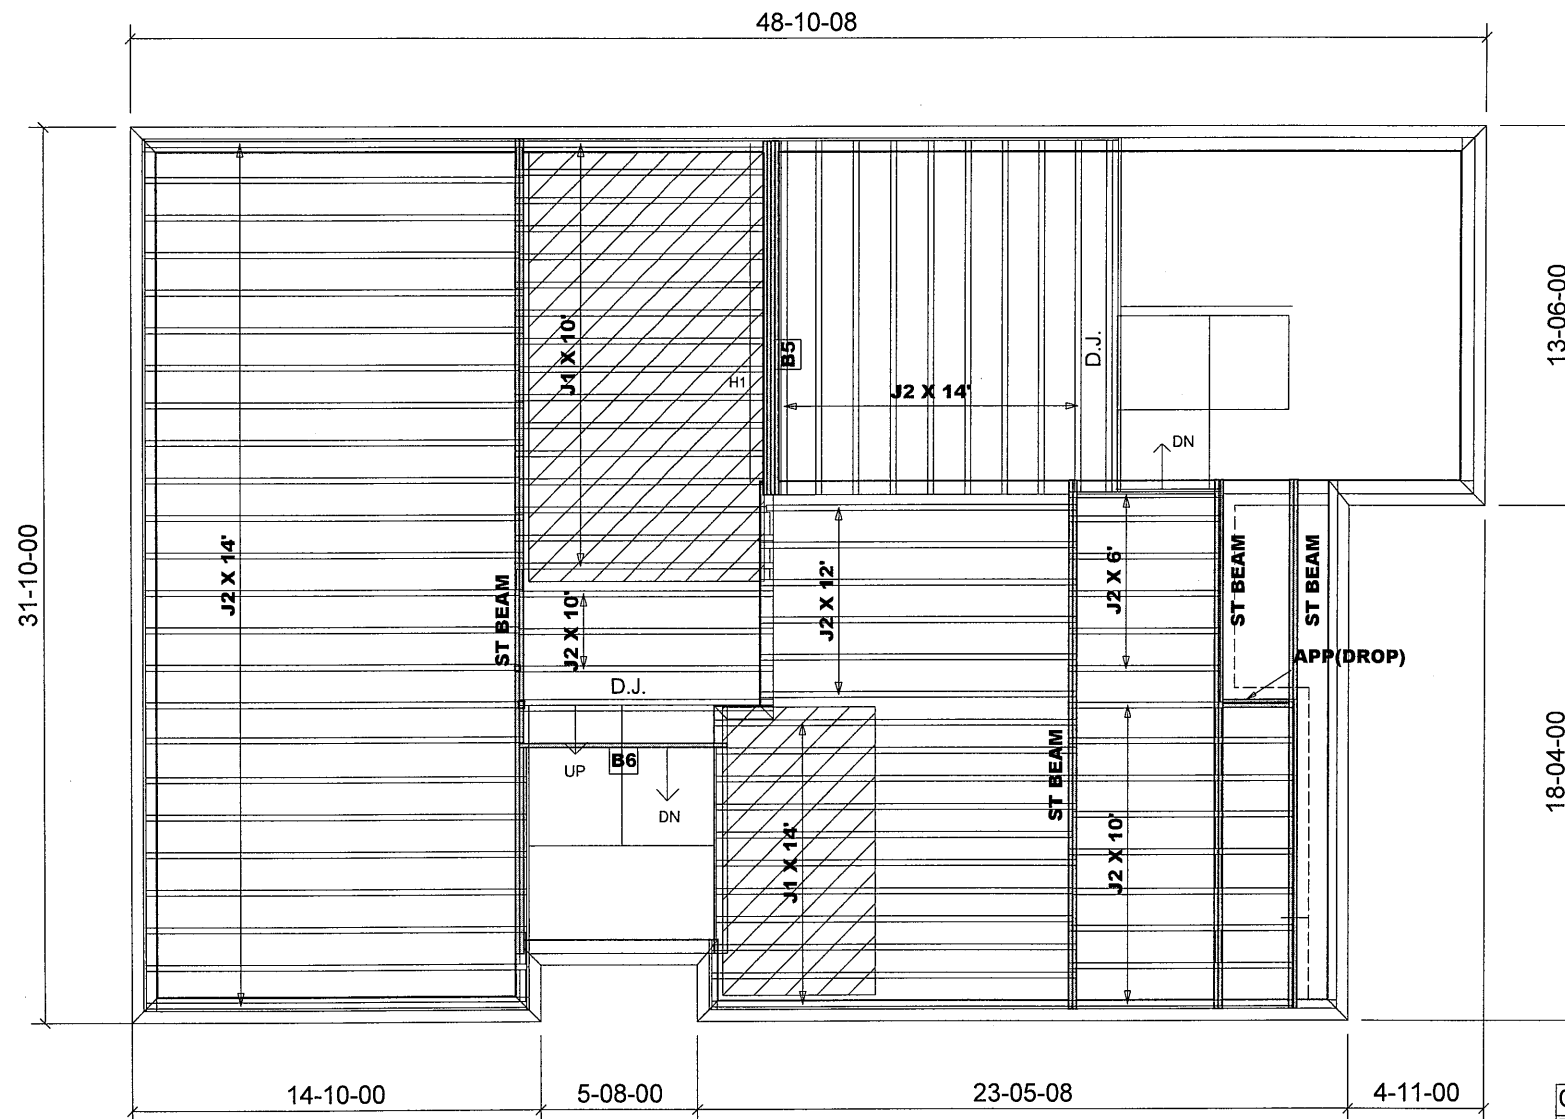 48-10-08
13-06-00
J1 X 10'
B5
D.J.
H1
J2 X 14'
DN
31-10-00
J2 X 14'
ST BEAM
J2 X 10'
J2 X 12'
J2 X 6'
ST BEAM
ST BEAM
APP(DROP)
D.J.
UP
B6
DN
ST BEAM
18-04-00
J1 X 14'
J2 X 10'
14-10-00
5-08-00
23-05-08
4-11-00